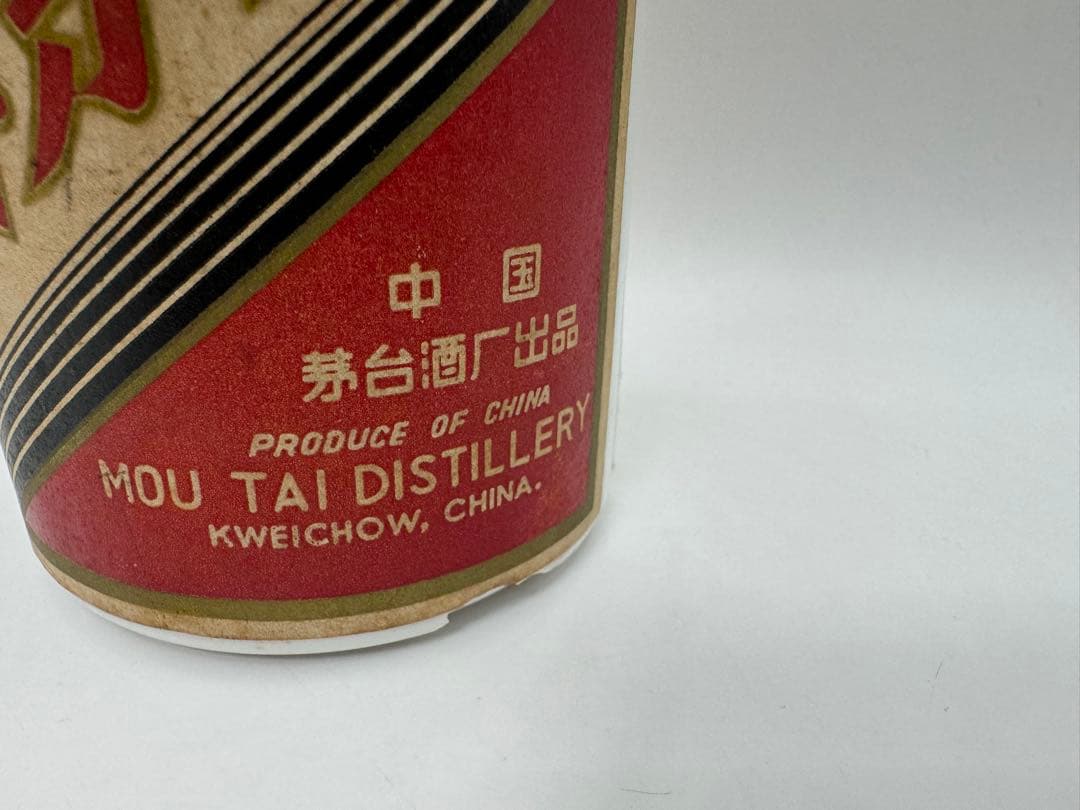 中 国
茅台酒厂出品
PRODUCE OF CHINA
MOU TAI DISTILLERY
KWEICHOW, CHINA.